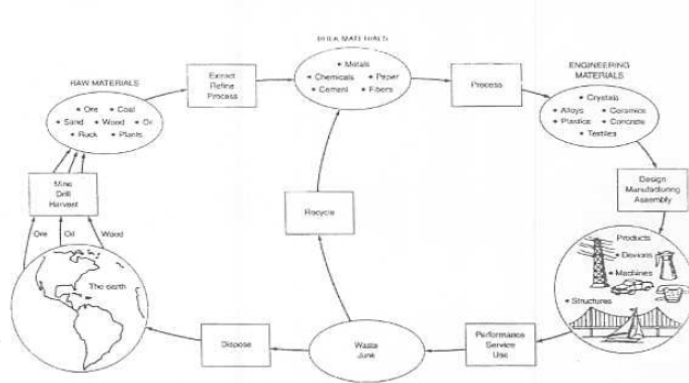 RAW MATERIALS
• Ore • Coal
• Sand • Wood • Oil
• Rock • Plants
Extract
Refine
Process
BULK MATERIALS
• Metals
• Chemicals • Paper
• Cement • Fibers
Process
ENGINEERING
MATERIALS
• Crystals
• Alloys • Ceramics
• Plastics • Concrete
• Textiles
Mine
Drill
Harvest
Ore Oil Wood
The earth
Recycle
Design
Manufacturing
Assembly
Products
• Devices
• Machines
• Structures
Dispose
Waste
Junk
Performance
Service
Use